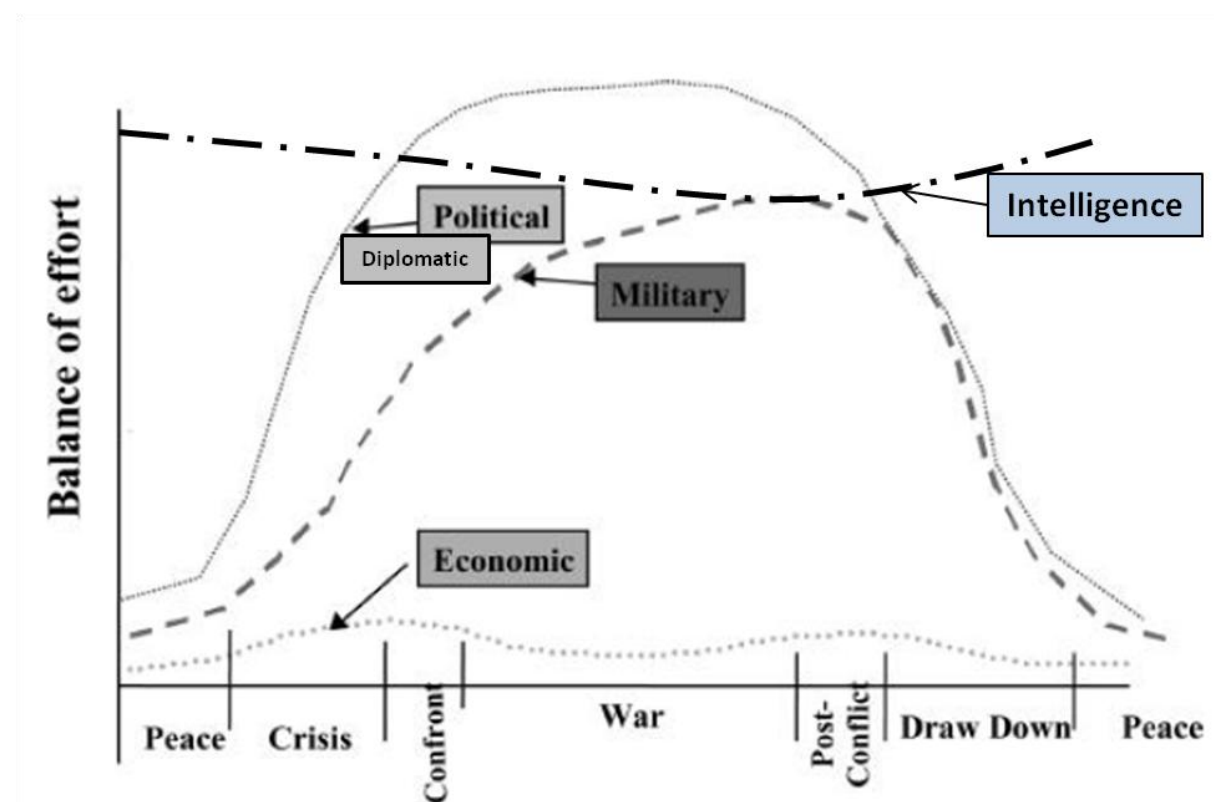 Balance of effort
Political
Diplomatic
Military
Intelligence
Economic
Peace
Crisis
Confront
War
Post-
Conflict
Draw Down
Peace